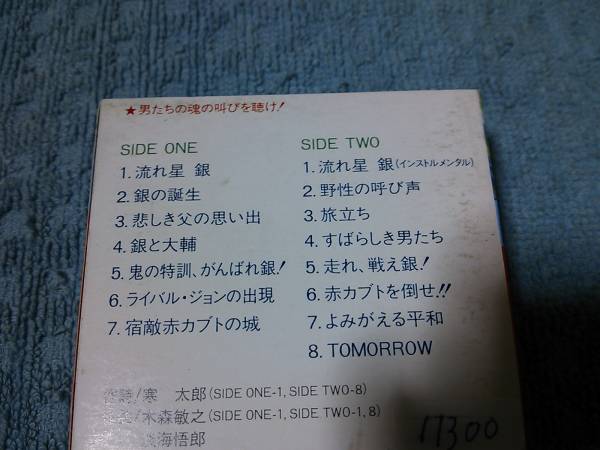 ★男たちの魂の叫びを聴け!
SIDE ONE
1. 流れ星 銀
2. 銀の誕生
3. 悲しき父の思い出
4. 銀と大輔
5. 鬼の特訓、がんばれ銀!
6. ライバル・ジョンの出現
7. 宿敵赤カブトの城
SIDE TWO
1. 流れ星 銀(インストルメンタル)
2. 野性の呼び声
3. 旅立ち
4. すばらしき男たち
5. 走れ、戦え銀!
6. 赤カブトを倒せ!!
7. よみがえる平和
8. TOMORROW
作詩/寒 太郎(SIDE ONE-1, SIDE TWO-8)
/木森敏之(SIDE ONE-1, SIDE TWO-1, 8)
海悟郎
17300